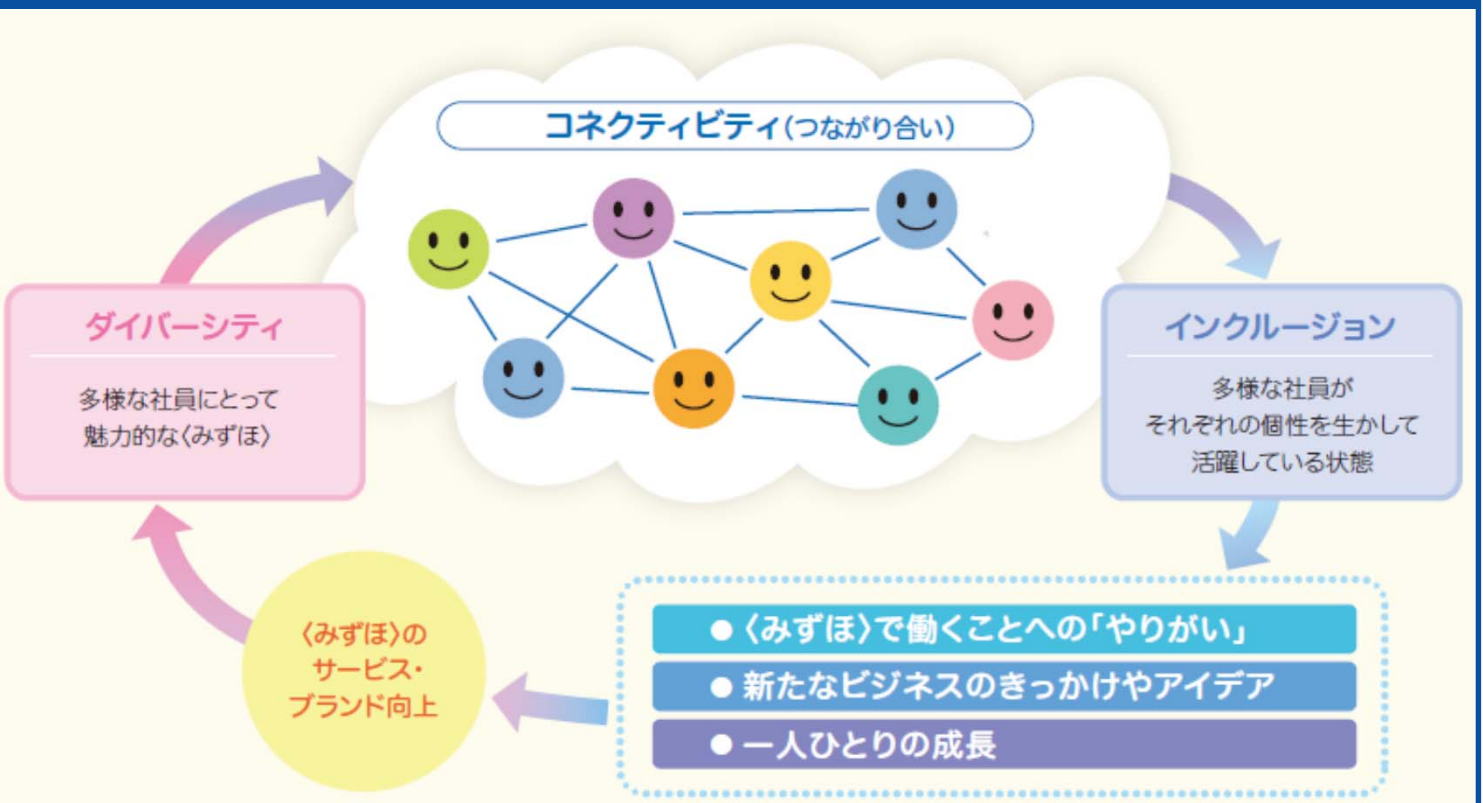 コネクティビティ(つながり合い)
ダイバーシティ
多様な社員にとって
魅力的な〈みずほ〉
インクルージョン
多様な社員が
それぞれの個性を生かして
活躍している状態
● 〈みずほ〉で働くことへの「やりがい」
● 新たなビジネスのきっかけやアイデア
● 一人ひとりの成長
〈みずほ〉の
サービス・
ブランド向上